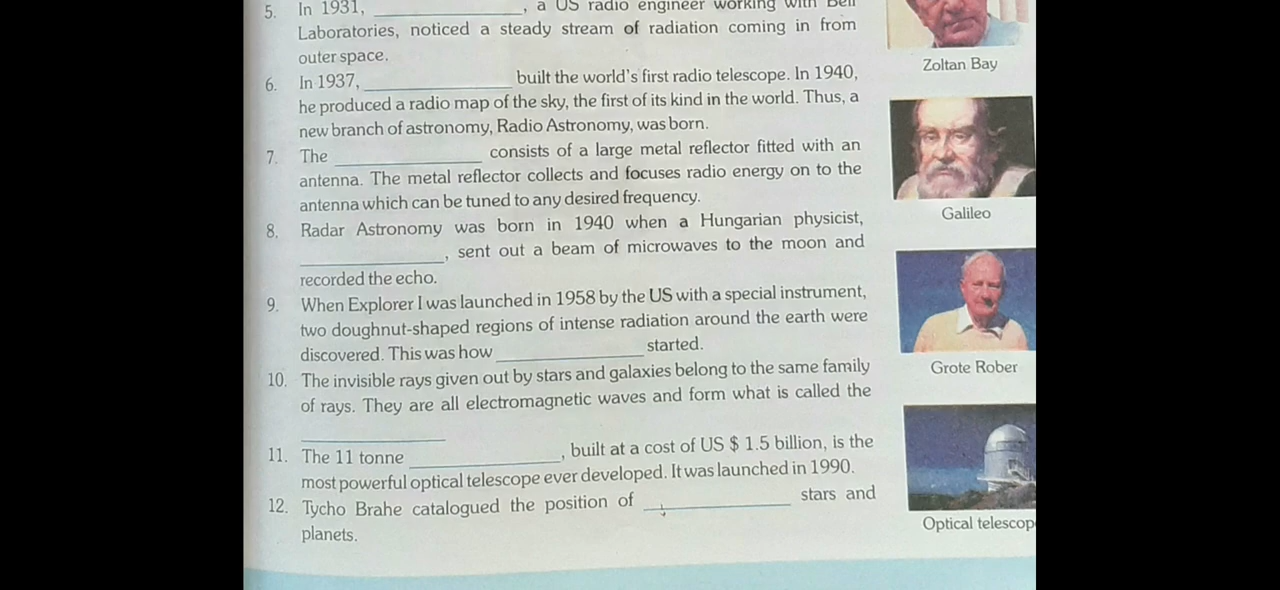 5. In 1931, ____________, a US radio engineer working with Bell
Laboratories, noticed a steady stream of radiation coming in from
outer space.
6. In 1937, ____________ built the world's first radio telescope. In 1940,
he produced a radio map of the sky, the first of its kind in the world. Thus, a
new branch of astronomy, Radio Astronomy, was born.
7. The ____________ consists of a large metal reflector fitted with an
antenna. The metal reflector collects and focuses radio energy on to the
antenna which can be tuned to any desired frequency.
8. Radar Astronomy was born in 1940 when a Hungarian physicist,
____________, sent out a beam of microwaves to the moon and
recorded the echo.
9. When Explorer I was launched in 1958 by the US with a special instrument,
two doughnut-shaped regions of intense radiation around the earth were
discovered. This was how ____________ started.
10. The invisible rays given out by stars and galaxies belong to the same family
of rays. They are all electromagnetic waves and form what is called the
____________
11. The 11 tonne ____________, built at a cost of US $ 1.5 billion, is the
most powerful optical telescope ever developed. It was launched in 1990.
12. Tycho Brahe catalogued the position of ____________ stars and
planets.
Zoltan Bay
Galileo
Grote Rober
Optical telescop